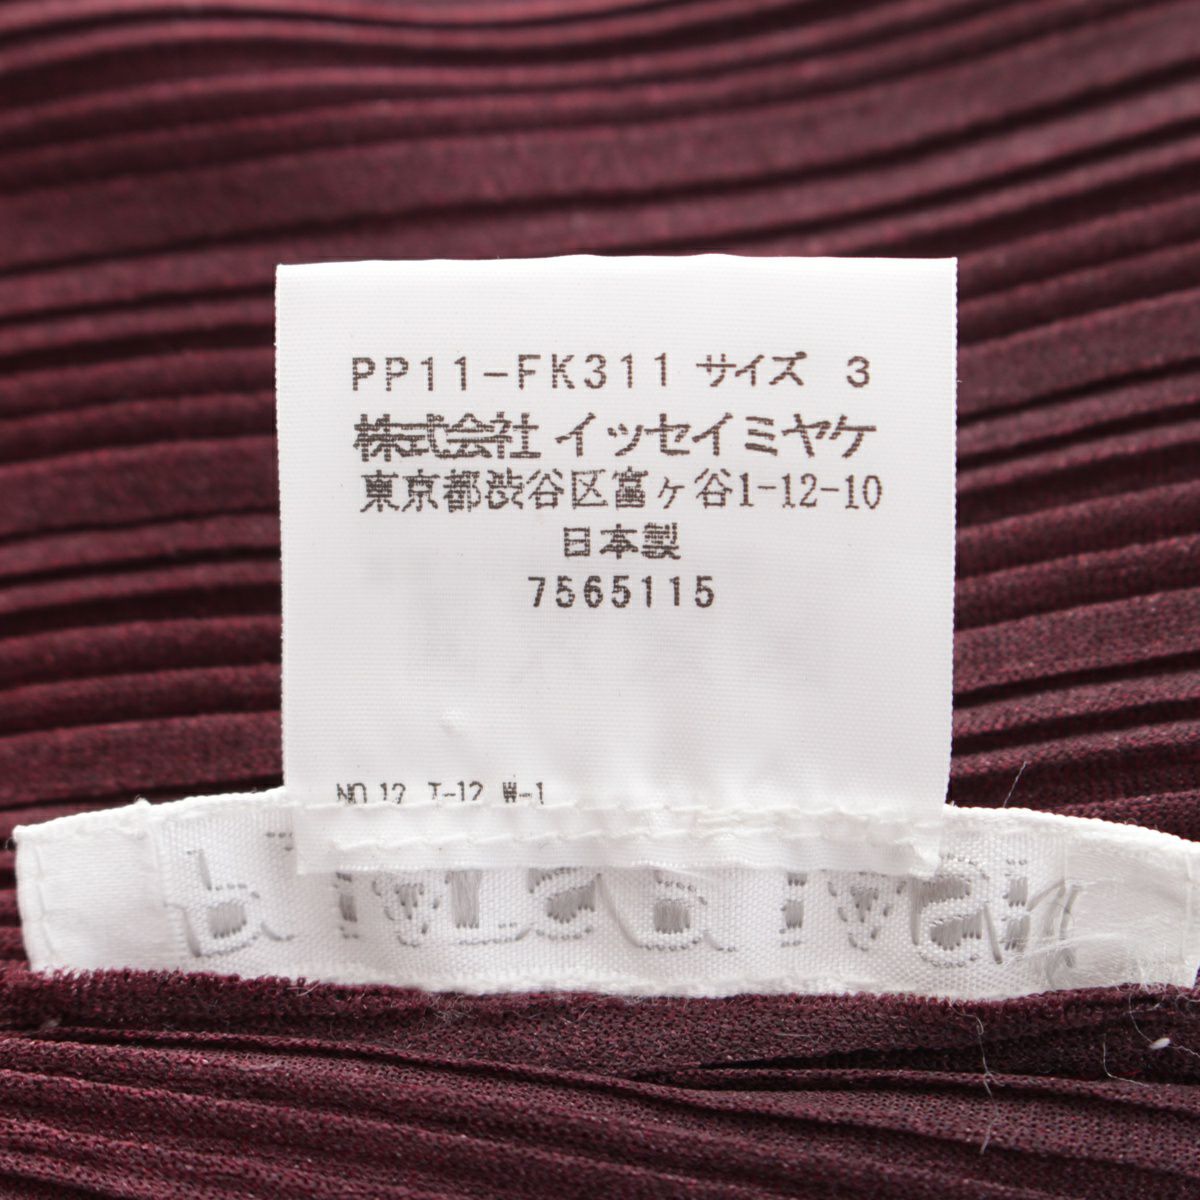 PP11-FK311 サイズ 3
株式会社 イッセイミヤケ
東京都渋谷区富ヶ谷1-12-10
日本製
7565115
NO.12 T-12 W-1